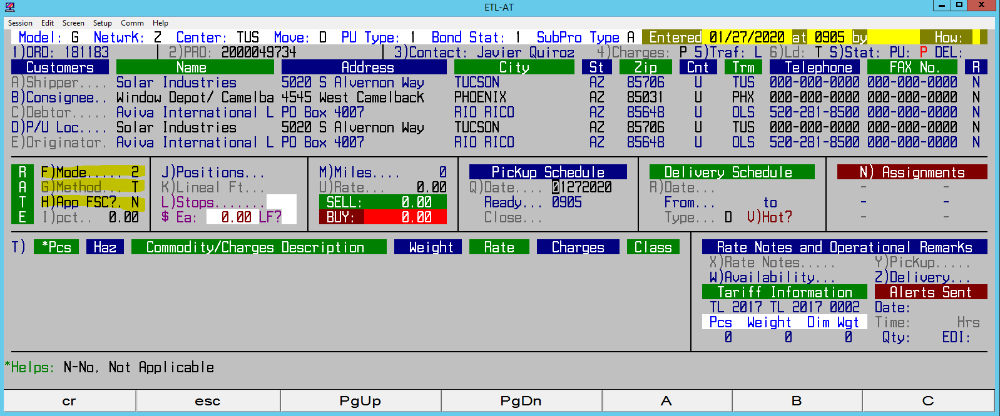 ETL-AT
Session Edit Screen Setup Comm Help
Model: G Netwrk: Z Center: TUS Move: D PU Type: 1 Bond Stat: 1 SubPro Type A Entered 01/27/2020 at 0905 by How:
1)ORD: 181183 2)PRO: 2000049734 3)Contact: Javier Quiroz 4)Charges: P 5)Traf: L 6)Ld: T S)Stat: PU: P DEL:
Customers Name Address City St Zip Cnt Trm Telephone FAX No. R
A)Shipper.... Solar Industries 5020 S Alvernon Way TUCSON AZ 85706 U TUS 000-000-0000 000-000-0000 N
B)Consignee.. Window Depot/ Camelba 4545 West Camelback PHOENIX AZ 85031 U PHX 000-000-0000 000-000-0000 N
C)Debtor..... Aviva International L PO Box 4007 RIO RICO AZ 85648 U OLS 520-281-8500 000-000-0000 N
D)P/U Loc.... Solar Industries 5020 S Alvernon Way TUCSON AZ 85706 U TUS 000-000-0000 000-000-0000 N
E)Originator. Aviva International L PO Box 4007 RIO RICO AZ 85648 U OLS 520-281-8500 000-000-0000 N
R F)Mode..... 2 J)Positions... M)Miles.... 0 Pickup Schedule Delivery Schedule N) Assignments
A G)Method... T K)Lineal Ft... U)Rate... 0.00 Q)Date.... 01272020 R)Date... - -
T H)App FSC?. N L)Stops....... SELL: 0.00 Ready... 0905 From... to - -
E I)pct.. 0.00 $ Ea: 0.00 LF? BUY: 0.00 Close... Type... D V)Hot? - -
T) *Pcs Haz Commodity/Charges Description Weight Rate Charges Class Rate Notes and Operational Remarks
X)Rate Notes..... Y)Pickup.....
W)Availability... Z)Delivery...
Tariff Information Alerts Sent
TL 2017 TL 2017 0002 Date:
Pcs Weight Dim Wgt Time: Hrs
0 0 0 Qty: EDI:
*Helps: N-No, Not Applicable
cr esc PgUp PgDn A B C